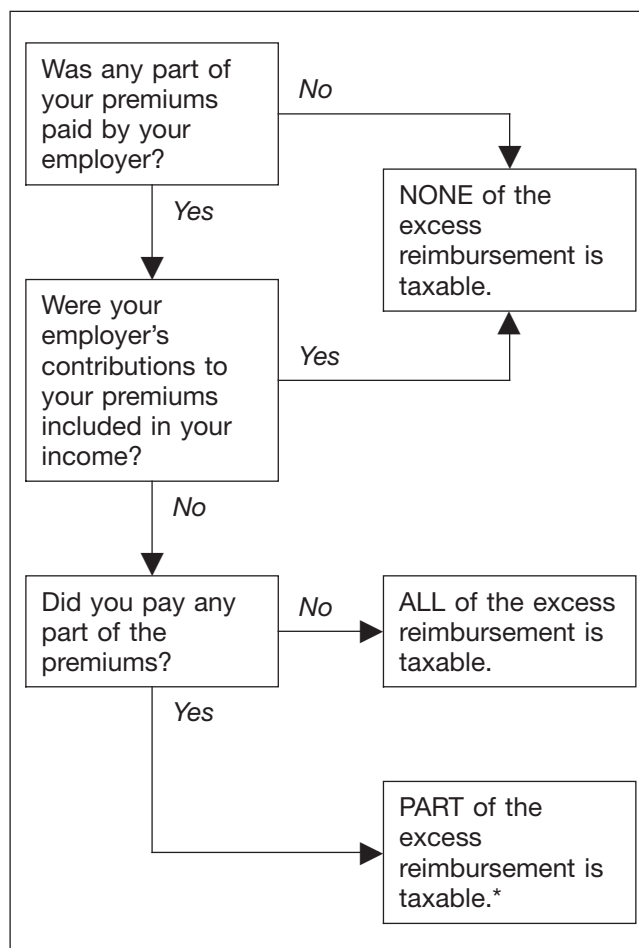 Was any part of
your premiums
paid by your
employer?
No
Yes
NONE of the
excess
reimbursement is
taxable.
Were your
employer’s
contributions to
your premiums
included in your
income?
Yes
No
Did you pay any
part of the
premiums?
No
ALL of the excess
reimbursement is
taxable.
Yes
PART of the
excess
reimbursement is
taxable.*